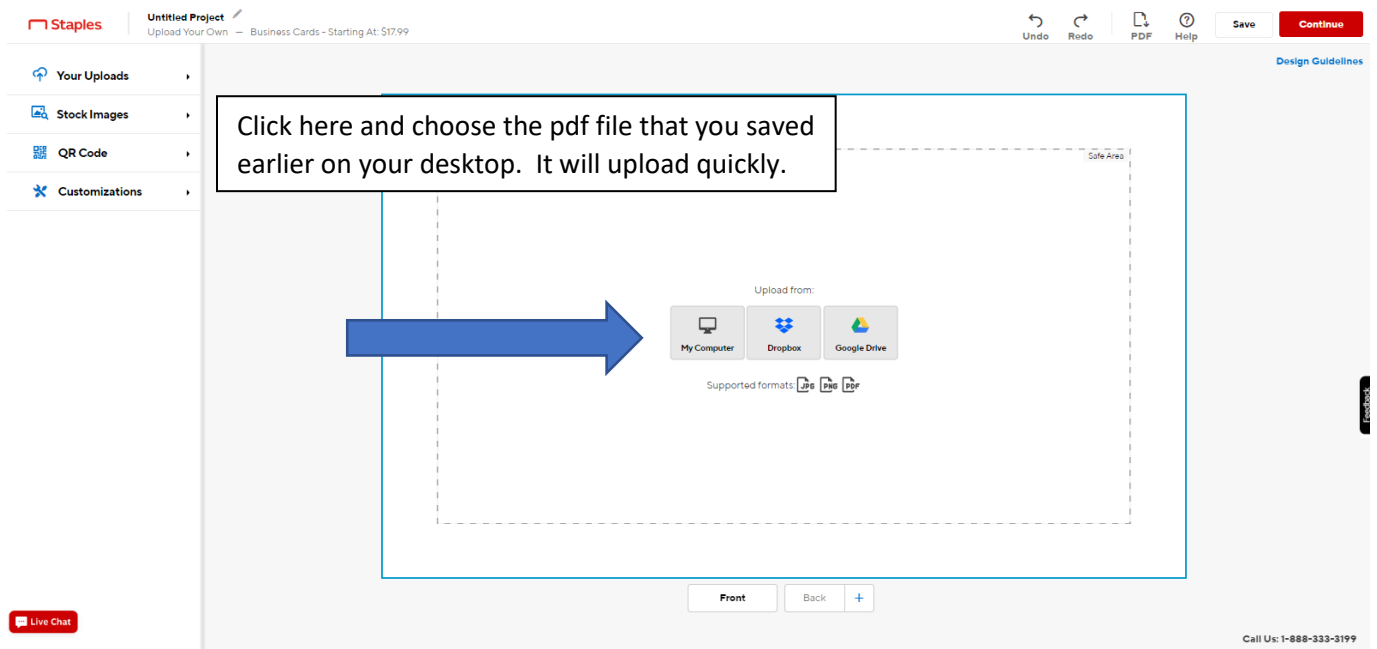 Staples
Untitled Project
Upload Your Own – Business Cards - Starting At: $17.99
Undo
Redo
PDF
Help
Save
Continue
Design Guidelines
Your Uploads
Stock Images
QR Code
Customizations
Click here and choose the pdf file that you saved
earlier on your desktop. It will upload quickly.
Safe Area
Upload from:
My Computer
Dropbox
Google Drive
Supported formats: JPG PNG PDF
Feedback
Front
Back +
Live Chat
Call Us: 1-888-333-3199